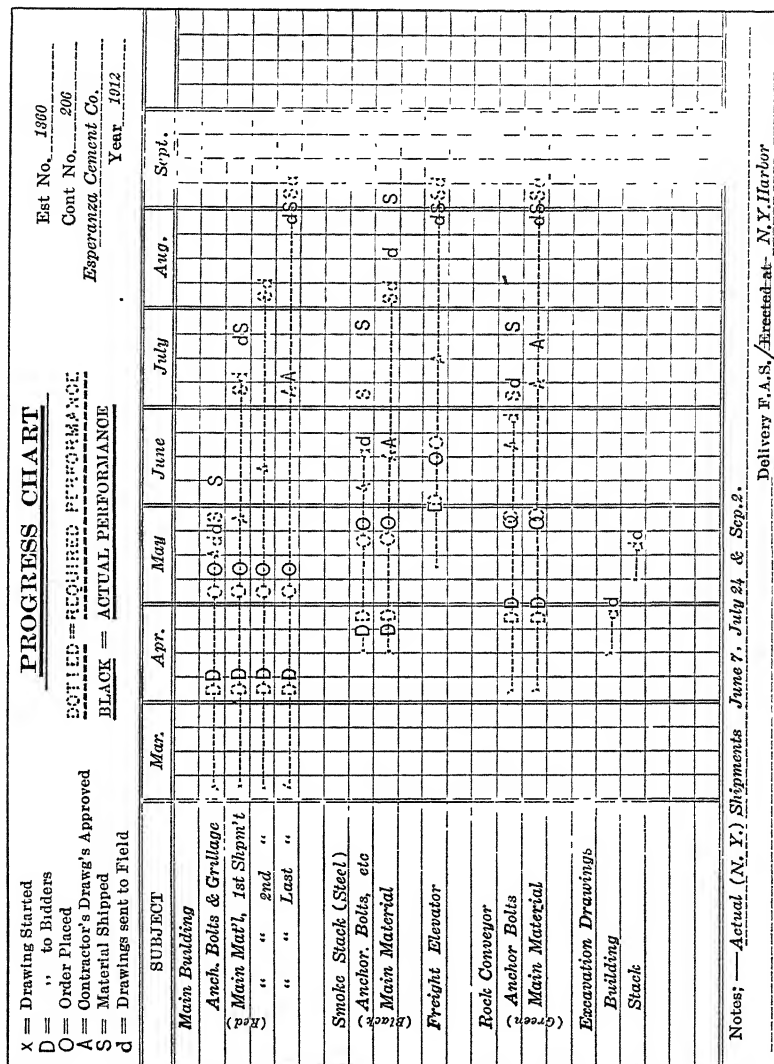 PROGRESS CHART
X = Drawing Started
D = ,, to Bidders
O = Order Placed
A = Contractor's Drawg's Approved
S = Material Shipped
d = Drawings sent to Field
DOTTED = REQUIRED PERFORMANCE
BLACK = ACTUAL PERFORMANCE
Est No. 1360
Cont No. 206
Esperanza Cement Co.
Year 1912
SUBJECT Mar. Apr. May June July Aug. Sept.
Main Building
Anch. Bolts & Grillage D D O O A d d S S
(Red) Main Mat'l, 1st Shpm't D D O O A S d d S
" " 2nd " D D O O A S d
" " Last " D D O O A A d S S d
Smoke Stack (Steel)
(Black) Anchor. Bolts, etc D D O O A d d S S
Main Material D D O O A A S d d S
Freight Elevator D D O O A d S S d
Rock Conveyor
(Green) Anchor Bolts D D O O A d S d S
Main Material D D O O A A d S S d
Excavation Drawings
Building d d
Stack d d
Notes; — Actual (N. Y.) Shipments June 7, July 24 & Sep. 2.
Delivery F.A.S./Erected at N.Y. Harbor